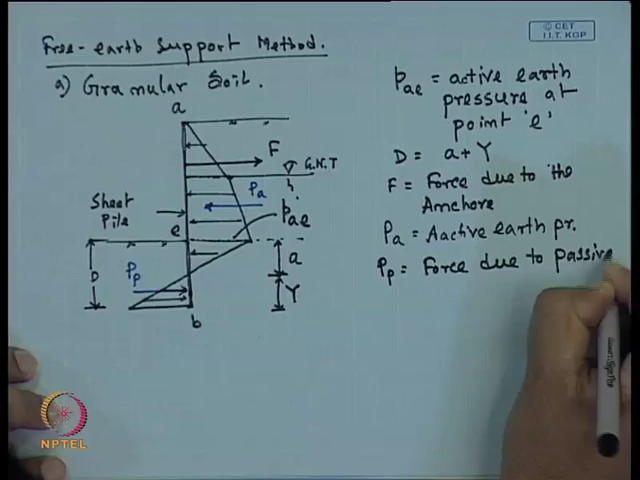 © CET
I.I.T. KGP
Free-earth Support Method.
a) Granular Soil.
a
F
G.W.T
Pa
Sheet
Pile
e
pae
D
Pp
a
Y
b
pae = active earth
pressure at
point 'e'
D = a+Y
F = Force due to the
Anchore
Pa = Aactive earth pr.
Pp = Force due to passive
NPTEL